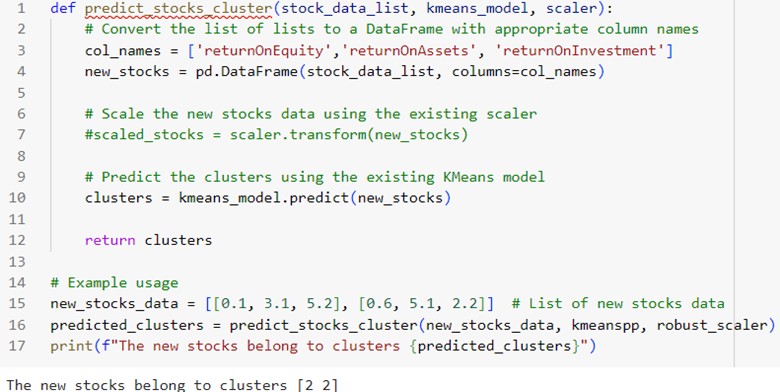 1 def predict_stocks_cluster(stock_data_list, kmeans_model, scaler):
2     # Convert the list of lists to a DataFrame with appropriate column names
3     col_names = ['returnOnEquity','returnOnAssets', 'returnOnInvestment']
4     new_stocks = pd.DataFrame(stock_data_list, columns=col_names)
5
6     # Scale the new stocks data using the existing scaler
7     #scaled_stocks = scaler.transform(new_stocks)
8
9     # Predict the clusters using the existing KMeans model
10     clusters = kmeans_model.predict(new_stocks)
11
12     return clusters
13
14 # Example usage
15 new_stocks_data = [[0.1, 3.1, 5.2], [0.6, 5.1, 2.2]]  # List of new stocks data
16 predicted_clusters = predict_stocks_cluster(new_stocks_data, kmeanspp, robust_scaler)
17 print(f"The new stocks belong to clusters {predicted_clusters}")
The new stocks belong to clusters [2 2]